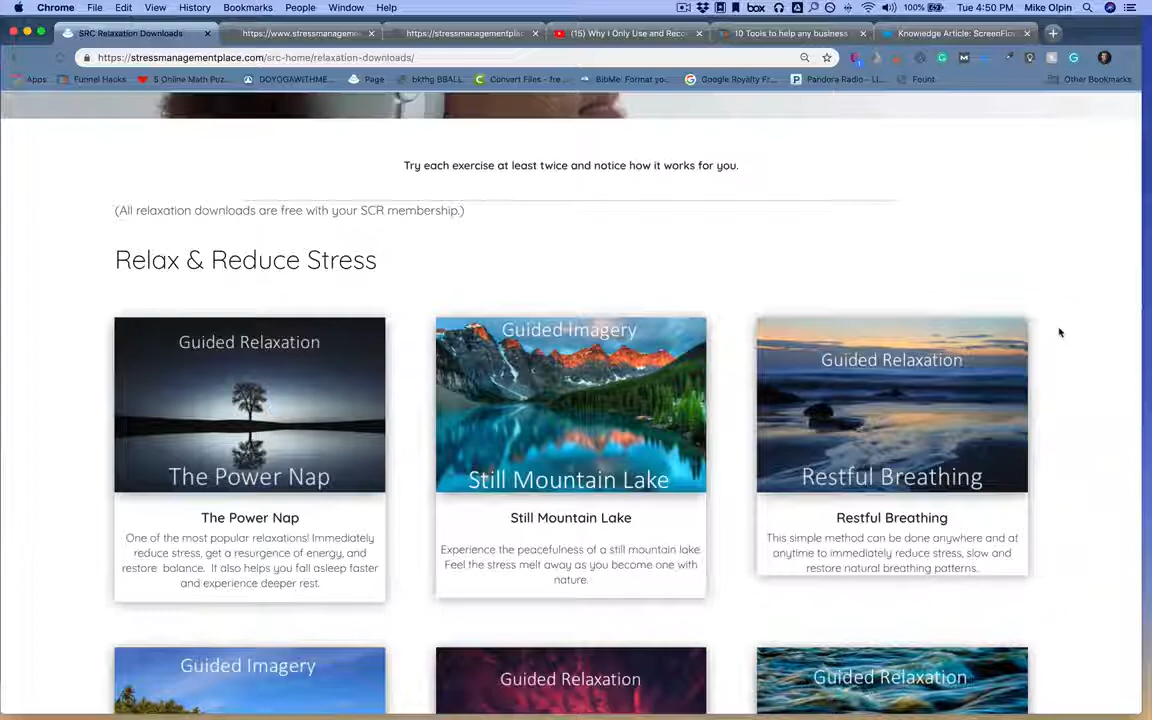 Chrome File Edit View History Bookmarks People Window Help box 100% Tue 4:50 PM Mike Olpin
SRC Relaxation Downloads https://www.stressmanageme https://stressmanagementplac (15) Why I Only Use and Reco 10 Tools to help any business Knowledge Article: ScreenFlo
https://stressmanagementplace.com/src-home/relaxation-downloads/
Apps Funnel Hacks 5 Online Math Puz... DOYOGAWITHME... Page bkthg BBALL Convert Files - fre... BibMe: Format yo... Google Royalty Fr... Pandora Radio – Li... Fount Other Bookmarks
Try each exercise at least twice and notice how it works for you.
(All relaxation downloads are free with your SCR membership.)
Relax & Reduce Stress
Guided Relaxation
The Power Nap
The Power Nap
One of the most popular relaxations! Immediately
reduce stress, get a resurgence of energy, and
restore balance. It also helps you fall asleep faster
and experience deeper rest.
Guided Imagery
Still Mountain Lake
Still Mountain Lake
Experience the peacefulness of a still mountain lake
Feel the stress melt away as you become one with
nature.
Guided Relaxation
Restful Breathing
Restful Breathing
This simple method can be done anywhere and at
anytime to immediately reduce stress, slow and
restore natural breathing patterns.
Guided Imagery
Guided Relaxation
Guided Relaxation